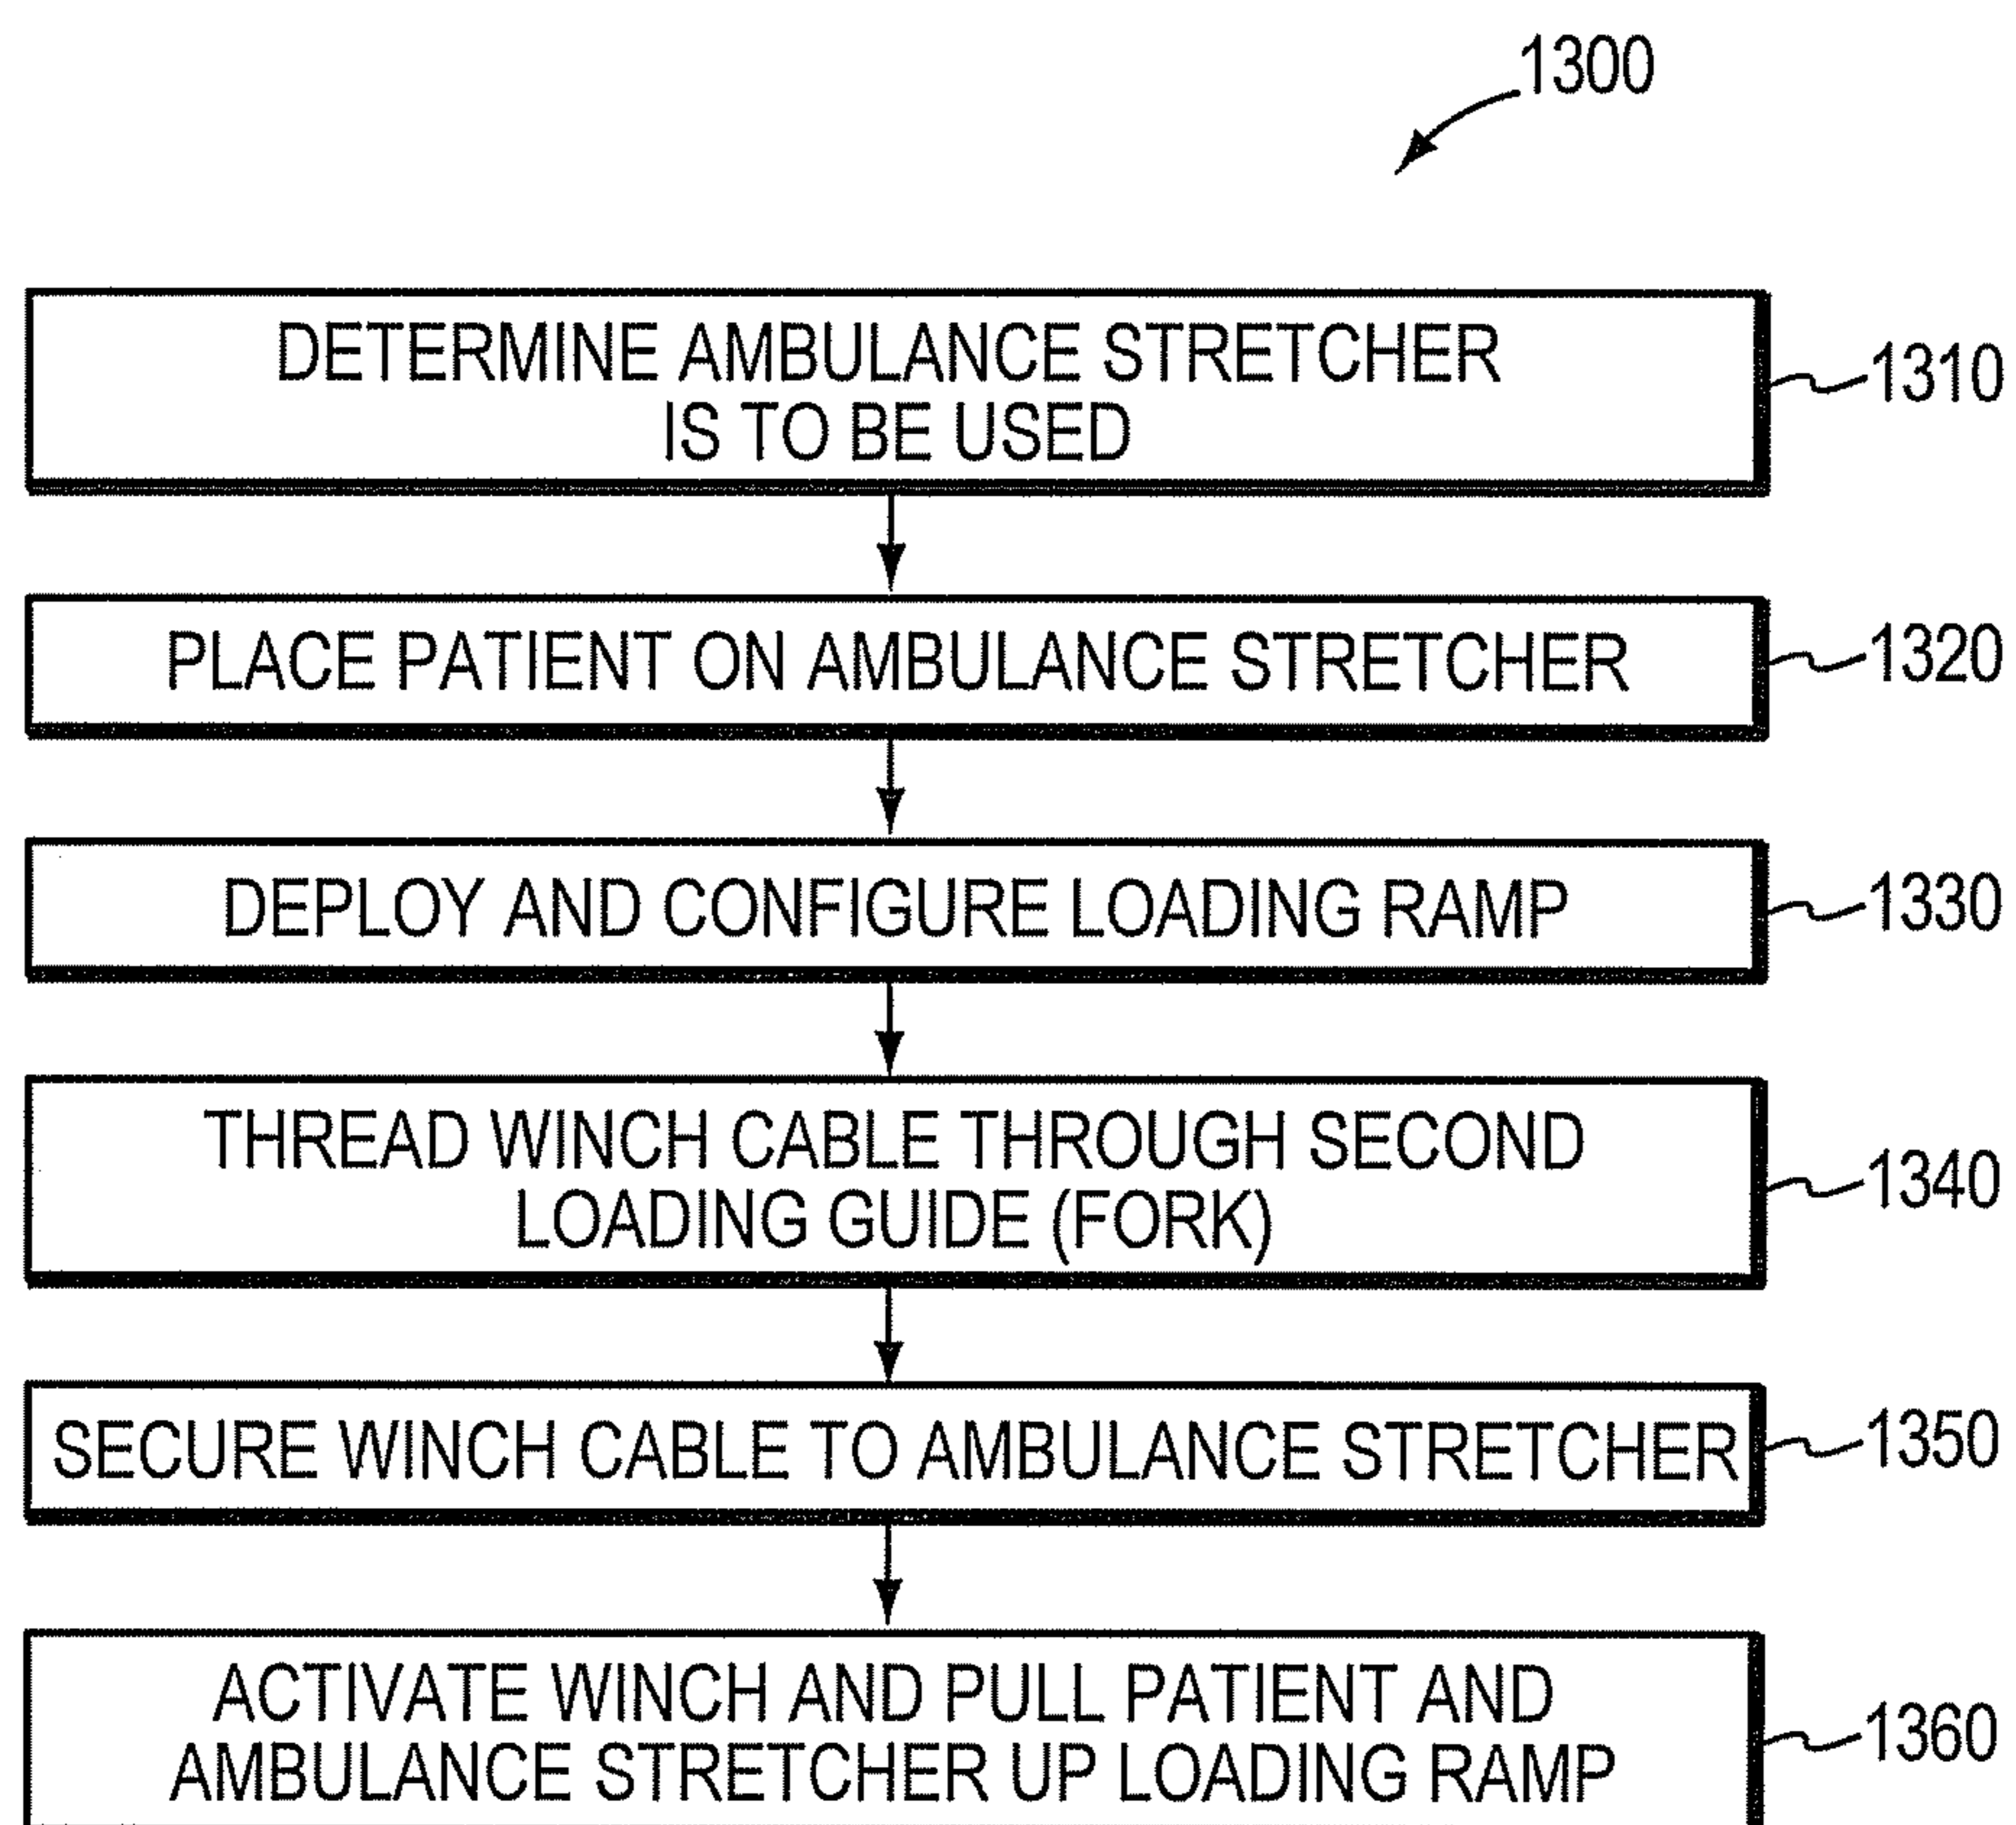 1300
DETERMINE AMBULANCE STRETCHER
IS TO BE USED
1310
PLACE PATIENT ON AMBULANCE STRETCHER
1320
DEPLOY AND CONFIGURE LOADING RAMP
1330
THREAD WINCH CABLE THROUGH SECOND
LOADING GUIDE (FORK)
1340
SECURE WINCH CABLE TO AMBULANCE STRETCHER
1350
ACTIVATE WINCH AND PULL PATIENT AND
AMBULANCE STRETCHER UP LOADING RAMP
1360